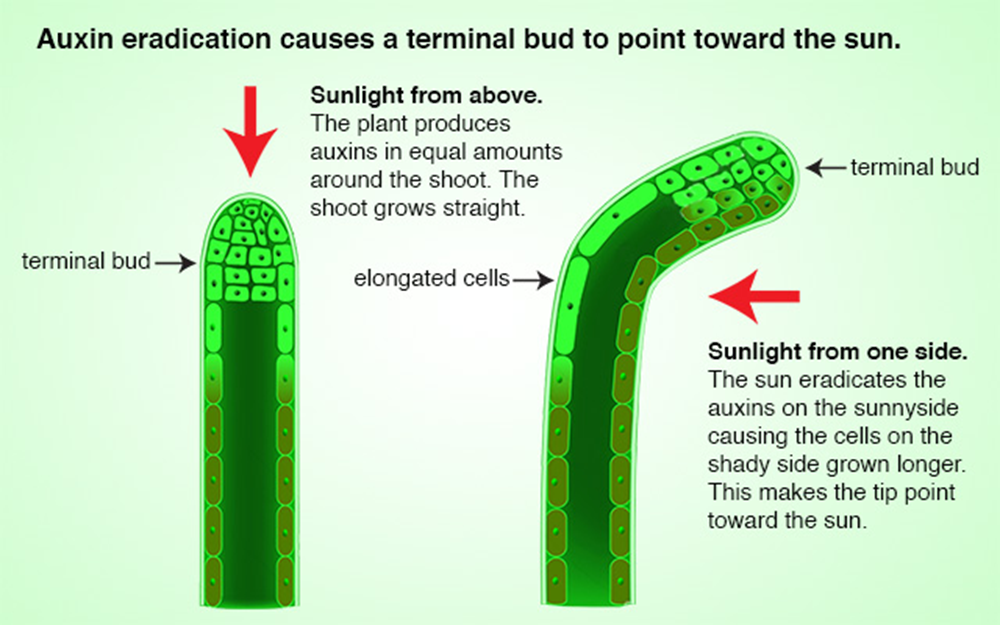 Auxin eradication causes a terminal bud to point toward the sun.
Sunlight from above.
The plant produces
auxins in equal amounts
around the shoot. The
shoot grows straight.
terminal bud
terminal bud
elongated cells
Sunlight from one side.
The sun eradicates the
auxins on the sunnyside
causing the cells on the
shady side grown longer.
This makes the tip point
toward the sun.